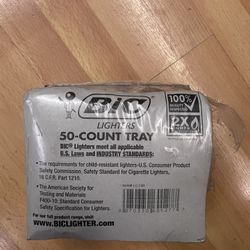 BIC
100%
QUALITY
INSPECTED
LIGHTERS
2X
50-COUNT TRAY
BIC® Lighters meet all applicable
U.S. Laws and INDUSTRY STANDARDS:
• The requirements for child-resistant lighters-U.S. Consumer Product
Safety Commission, Safety Standard for Cigarette Lighters,
16 C.F.R. Part 1210.
• The American Society for
Testing and Materials
F400-10: Standard Consumer
Safety Specification for Lighters.
For full product range, visit
www.BICLIGHTER.com